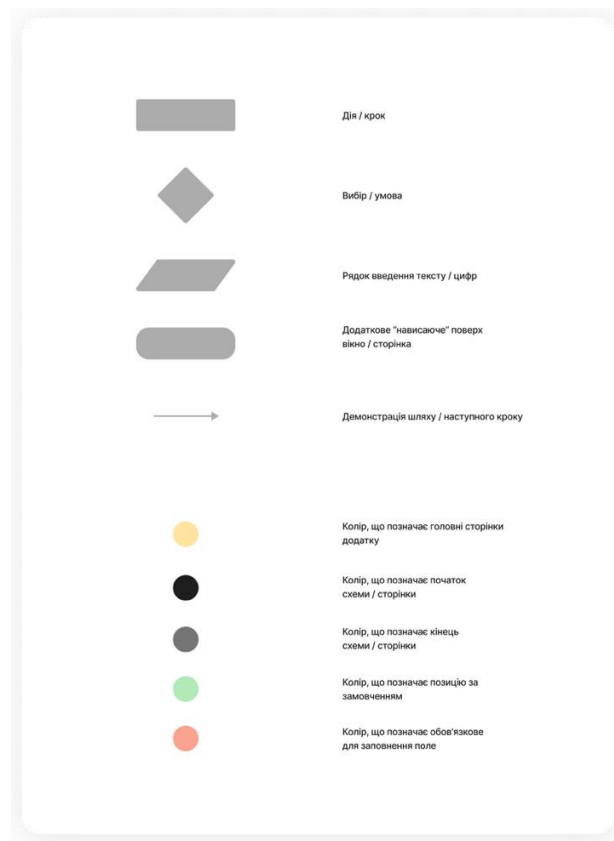 Дія / крок
Вибір / умова
Рядок введення тексту / цифр
Додаткове "нависаюче" поверх
вікно / сторінка
Демонстрація шляху / наступного кроку
Колір, що позначає головні сторінки
додатку
Колір, що позначає початок
схеми / сторінки
Колір, що позначає кінець
схеми / сторінки
Колір, що позначає позицію за
замовченням
Колір, що позначає обов'язкове
для заповнення поле